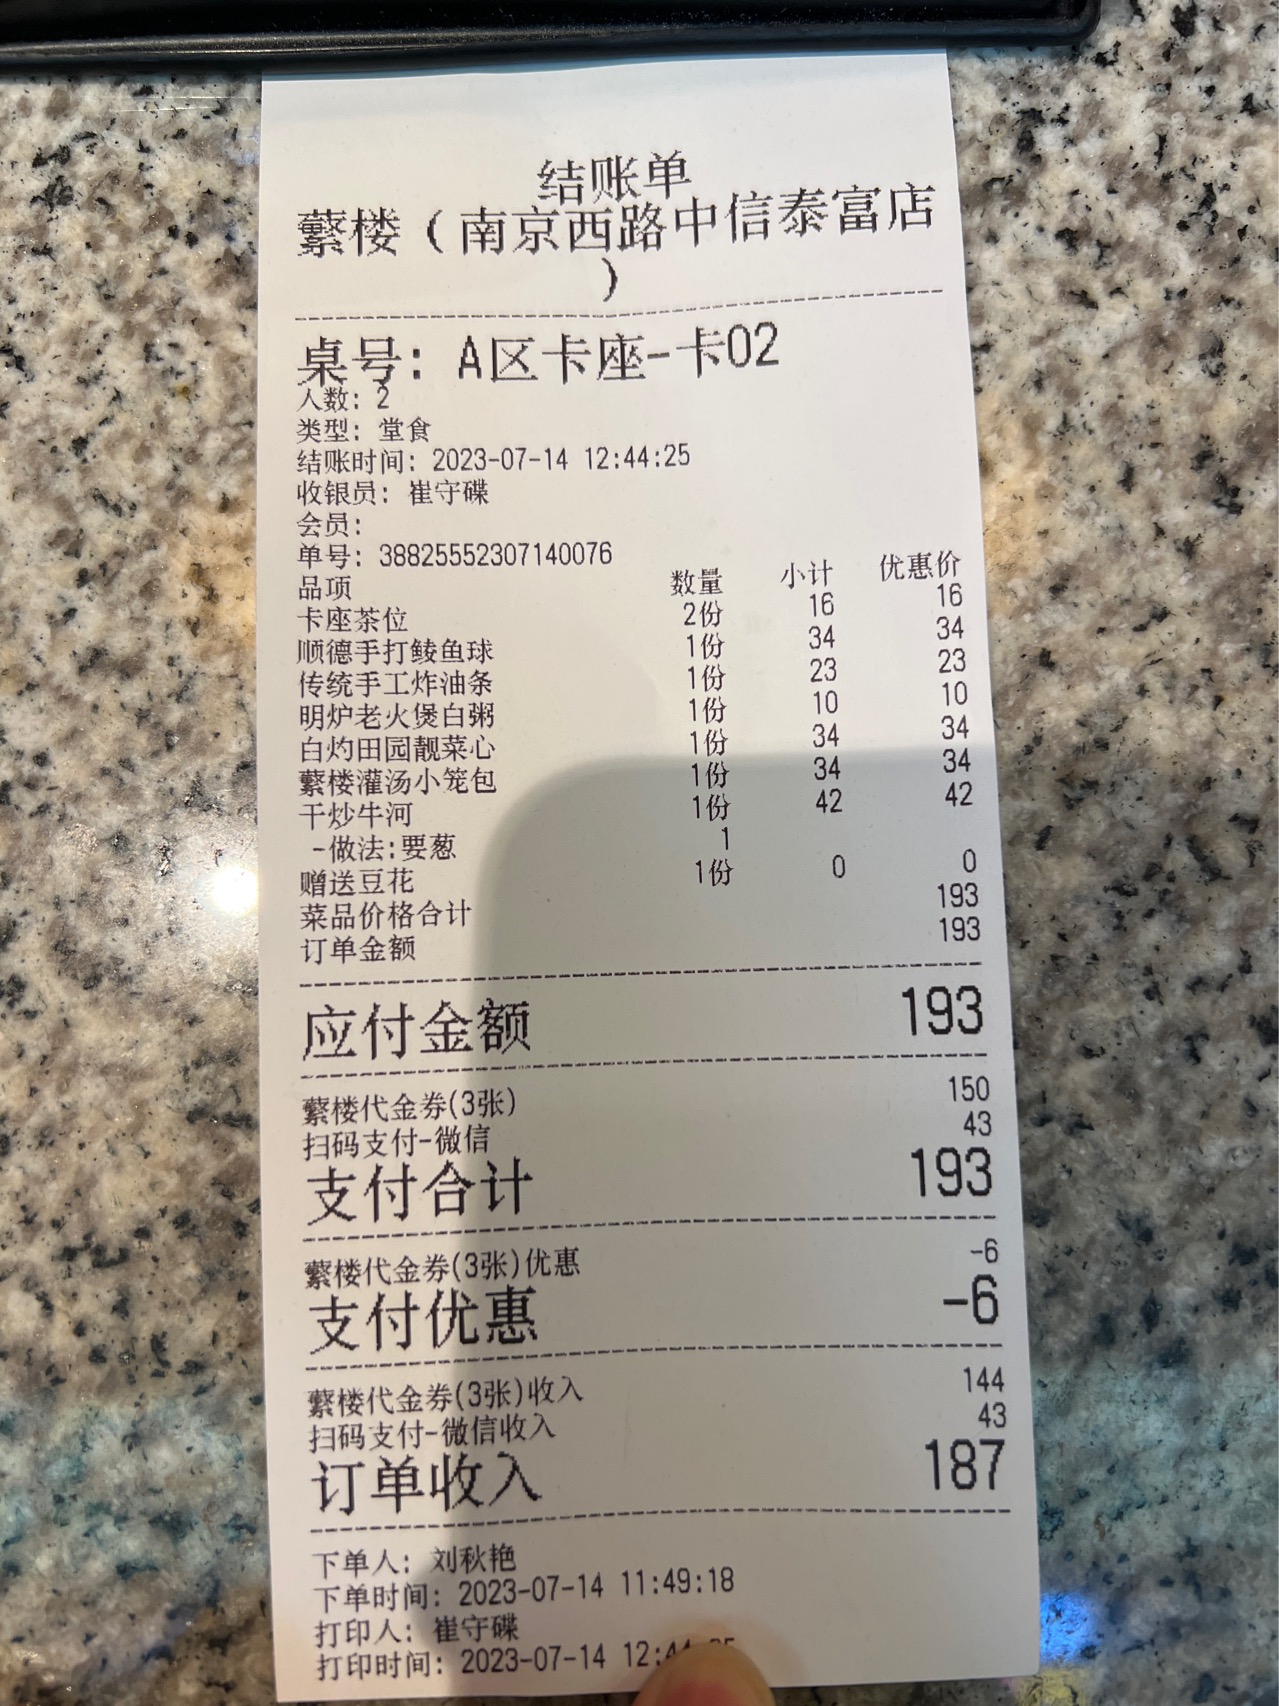 结账单
蘩楼（南京西路中信泰富店
）
桌号：A区卡座-卡02
人数：2
类型：堂食
结账时间：2023-07-14 12:44:25
收银员：崔守碟
会员：
单号：38825552307140076
品项 数量 小计 优惠价
卡座茶位 2份 16 16
顺德手打鲮鱼球 1份 34 34
传统手工炸油条 1份 23 23
明炉老火煲白粥 1份 10 10
白灼田园靓菜心 1份 34 34
蘩楼灌汤小笼包 1份 34 34
干炒牛河 1份 42 42
-做法:要葱 1
赠送豆花 1份 0 0
菜品价格合计 193
订单金额 193
应付金额 193
蘩楼代金券(3张) 150
扫码支付-微信 43
支付合计 193
蘩楼代金券(3张)优惠 -6
支付优惠 -6
蘩楼代金券(3张)收入 144
扫码支付-微信收入 43
订单收入 187
下单人：刘秋艳
下单时间：2023-07-14 11:49:18
打印人：崔守碟
打印时间：2023-07-14